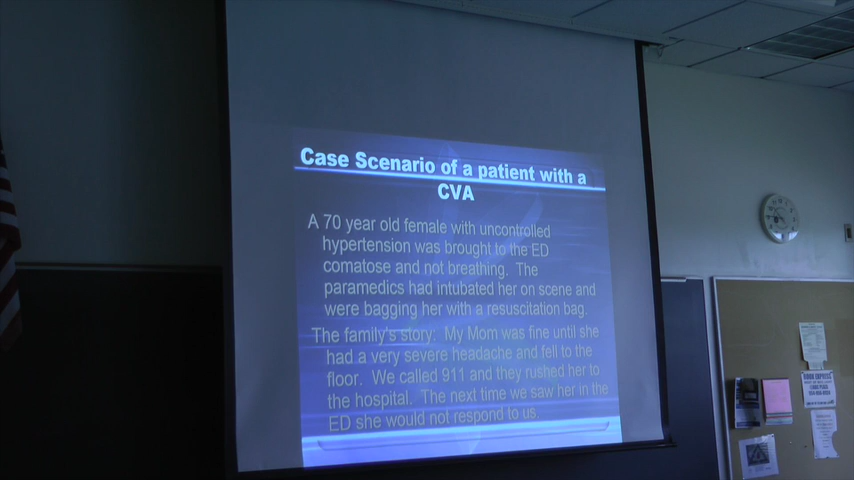 Case Scenario of a patient with a
CVA
A 70 year old female with uncontrolled
hypertension was brought to the ED
comatose and not breathing. The
paramedics had intubated her on scene and
were bagging her with a resuscitation bag.
The family's story: My Mom was fine until she
had a very severe headache and fell to the
floor. We called 911 and they rushed her to
the hospital. The next time we saw her in the
ED she would not respond to us.